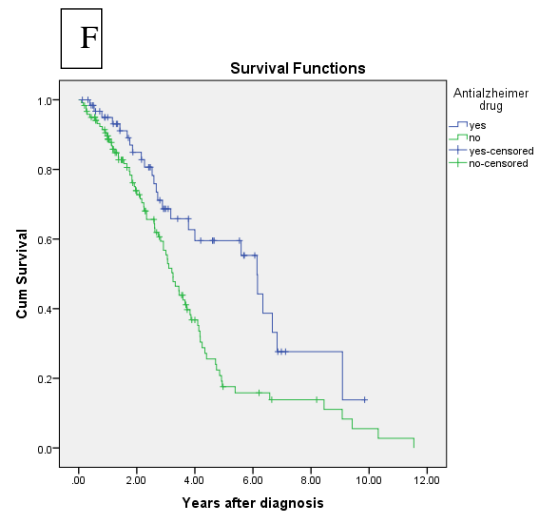 F
Survival Functions
Antialzheimer
drug
yes
no
yes-censored
no-censored
Cum Survival
1.0
0.8
0.6
0.4
0.2
0.0
.00 2.00 4.00 6.00 8.00 10.00 12.00
Years after diagnosis